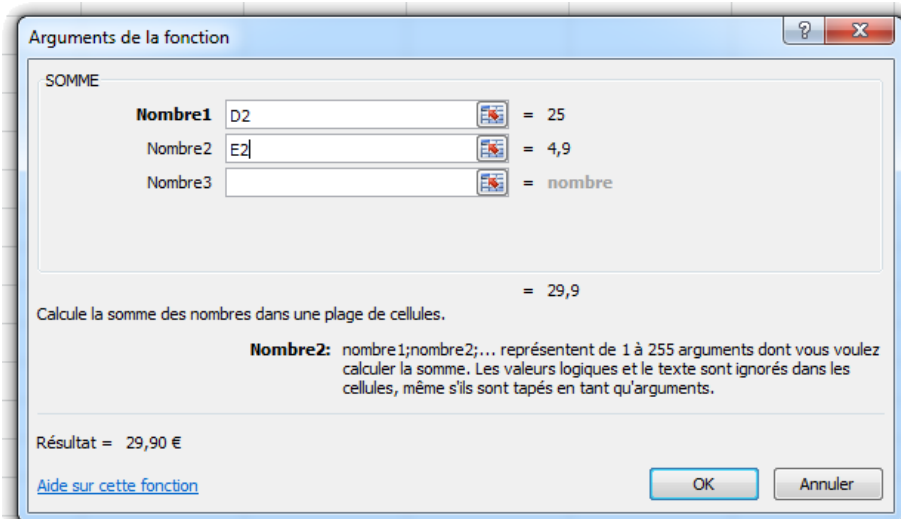 Arguments de la fonction
SOMME
Nombre1 D2 = 25
Nombre2 E2 = 4,9
Nombre3 = nombre
= 29,9
Calcule la somme des nombres dans une plage de cellules.
Nombre2: nombre1;nombre2;... représentent de 1 à 255 arguments dont vous voulez
calculer la somme. Les valeurs logiques et le texte sont ignorés dans les
cellules, même s'ils sont tapés en tant qu'arguments.
Résultat = 29,90 €
Aide sur cette fonction OK Annuler